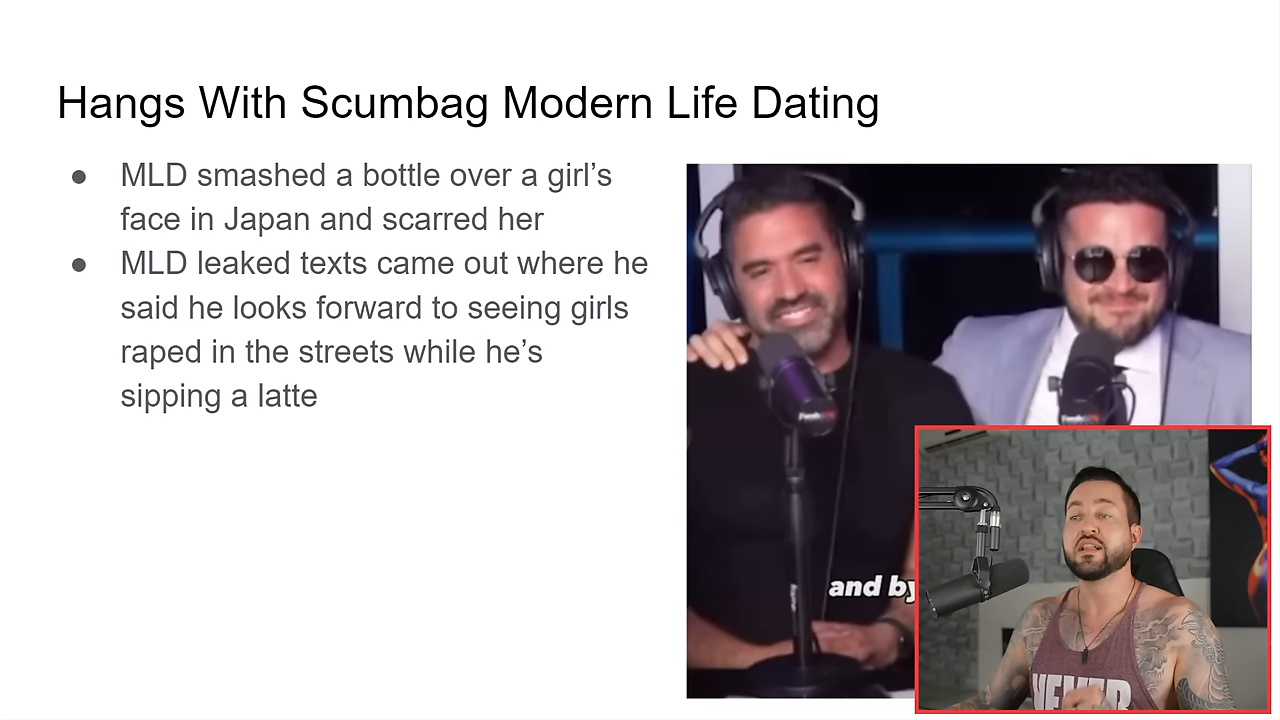 Hangs With Scumbag Modern Life Dating
● MLD smashed a bottle over a girl’s
face in Japan and scarred her
● MLD leaked texts came out where he
said he looks forward to seeing girls
raped in the streets while he’s
sipping a latte
and by
NEVER